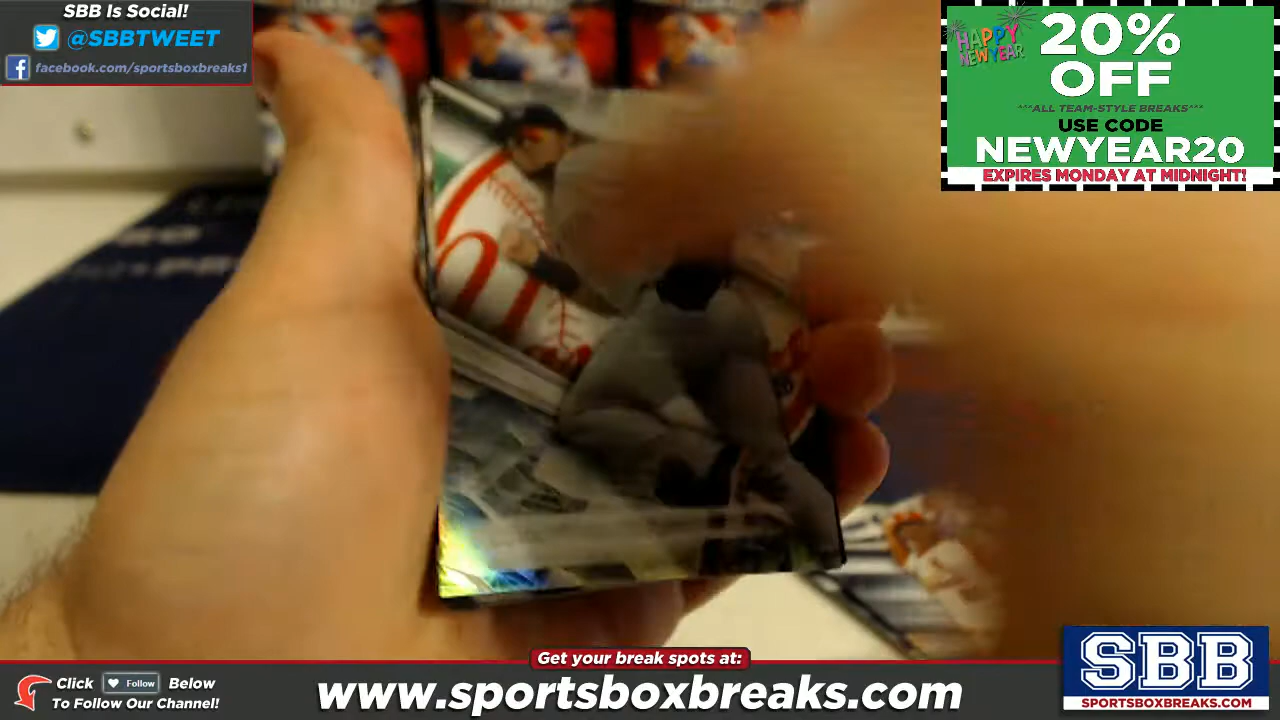 SBB Is Social!
@SBBTWEET
facebook.com/sportsboxbreaks1
HAPPY
NEW YEAR
20%
OFF
***ALL TEAM-STYLE BREAKS***
USE CODE
NEWYEAR20
EXPIRES MONDAY AT MIDNIGHT!
Get your break spots at:
Click Follow Below
To Follow Our Channel!
www.sportsboxbreaks.com
SBB
SPORTSBOXBREAKS.COM